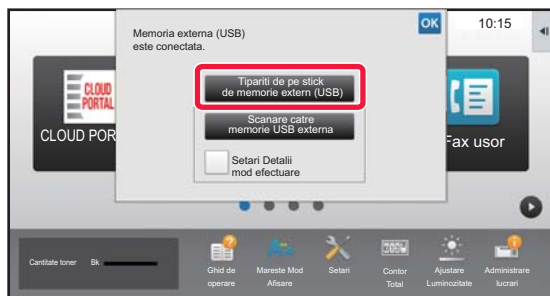 Memoria externa (USB)
este conectata.
OK
10:15
Tipariti de pe stick
de memorie extern (USB)
Scanare catre
memorie USB externa
Setari Detalii
mod efectuare
CLOUD
PORTAL
CLOUD POR
Fax usor
Cantitate toner Bk
Ghid de
operare
Mareste Mod
Afisare
Setari
Contor
Total
Ajustare
Luminozitate
Administrare
lucrari